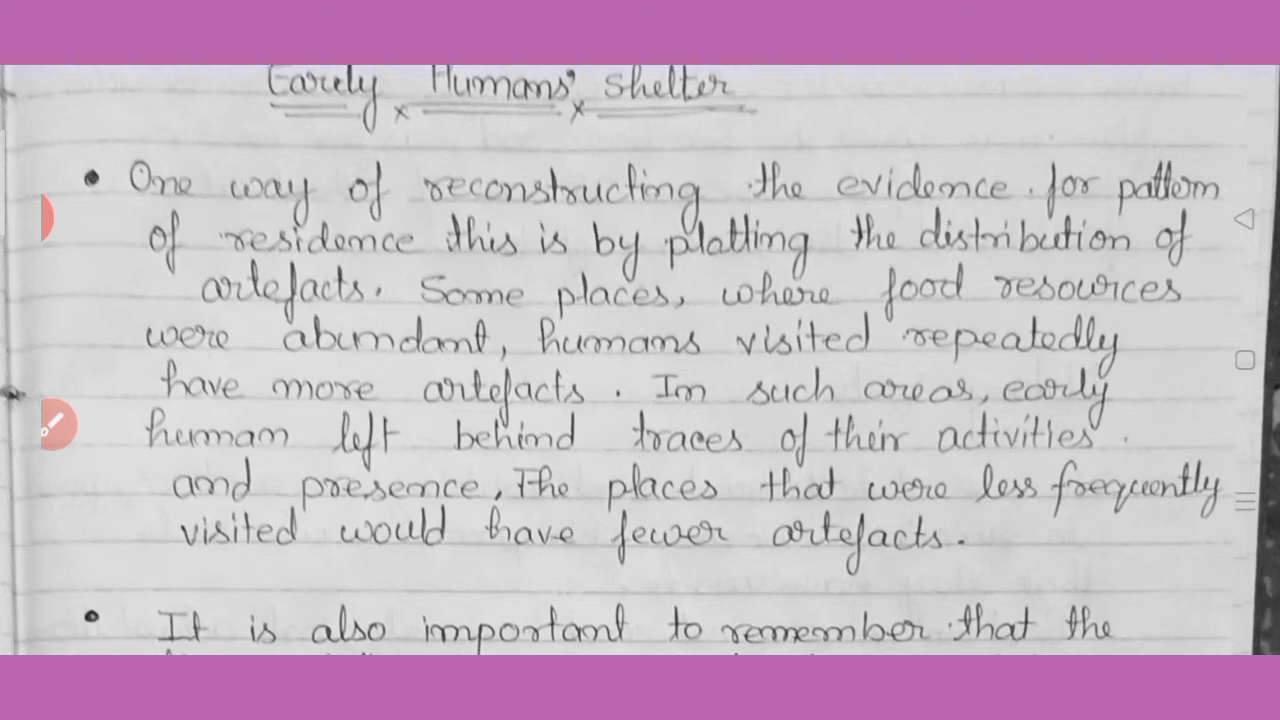 Early Humans' Shelter
• One way of reconstructing the evidence for pattern
of residence this is by platting the distribution of
artefacts. Some places, where food resources
were abundant, humans visited repeatedly
have more artefacts. In such areas, early
human left behind traces of their activities.
and presence, The places that were less frequently
visited would have fewer artefacts.
• It is also important to remember that the